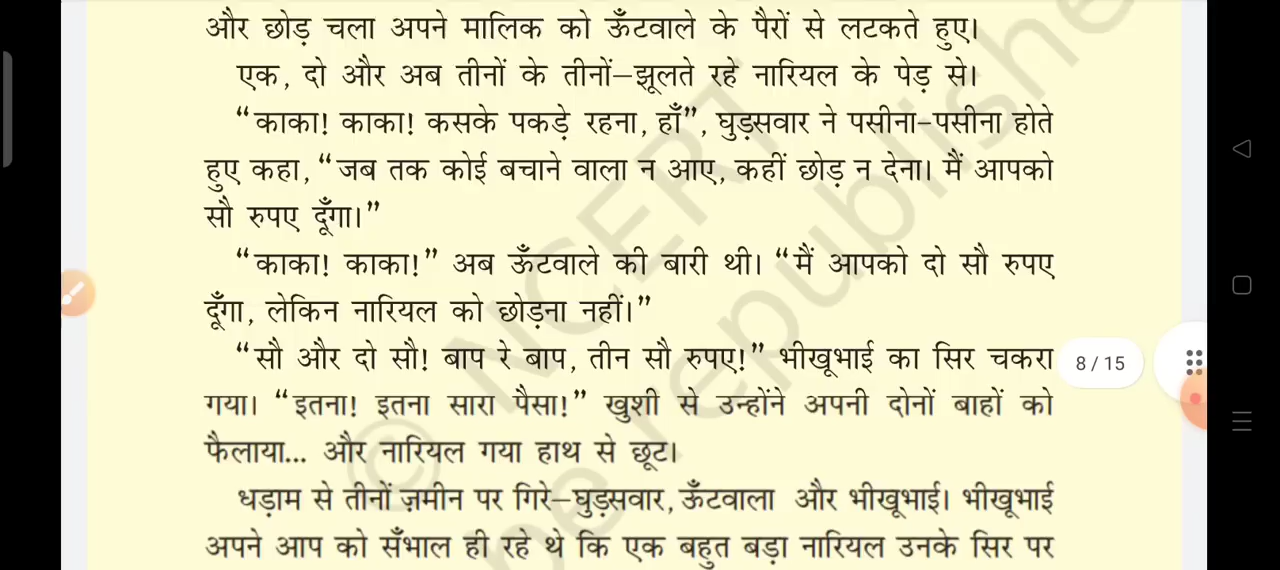 और छोड़ चला अपने मालिक को ऊँटवाले के पैरों से लटकते हुए।
एक, दो और अब तीनों के तीनों–झूलते रहे नारियल के पेड़ से।
“काका! काका! कसके पकड़े रहना, हाँ”, घुड़सवार ने पसीना-पसीना होते
हुए कहा, “जब तक कोई बचाने वाला न आए, कहीं छोड़ न देना। मैं आपको
सौ रुपए दूँगा।”
“काका! काका!” अब ऊँटवाले की बारी थी। “मैं आपको दो सौ रुपए
दूँगा, लेकिन नारियल को छोड़ना नहीं।”
“सौ और दो सौ! बाप रे बाप, तीन सौ रुपए!” भीखूभाई का सिर चकरा
गया। “इतना! इतना सारा पैसा!” खुशी से उन्होंने अपनी दोनों बाहों को
फैलाया... और नारियल गया हाथ से छूट।
धड़ाम से तीनों ज़मीन पर गिरे–घुड़सवार, ऊँटवाला और भीखूभाई। भीखूभाई
अपने आप को सँभाल ही रहे थे कि एक बहुत बड़ा नारियल उनके सिर पर
8 / 15
© NCERT
be republishe